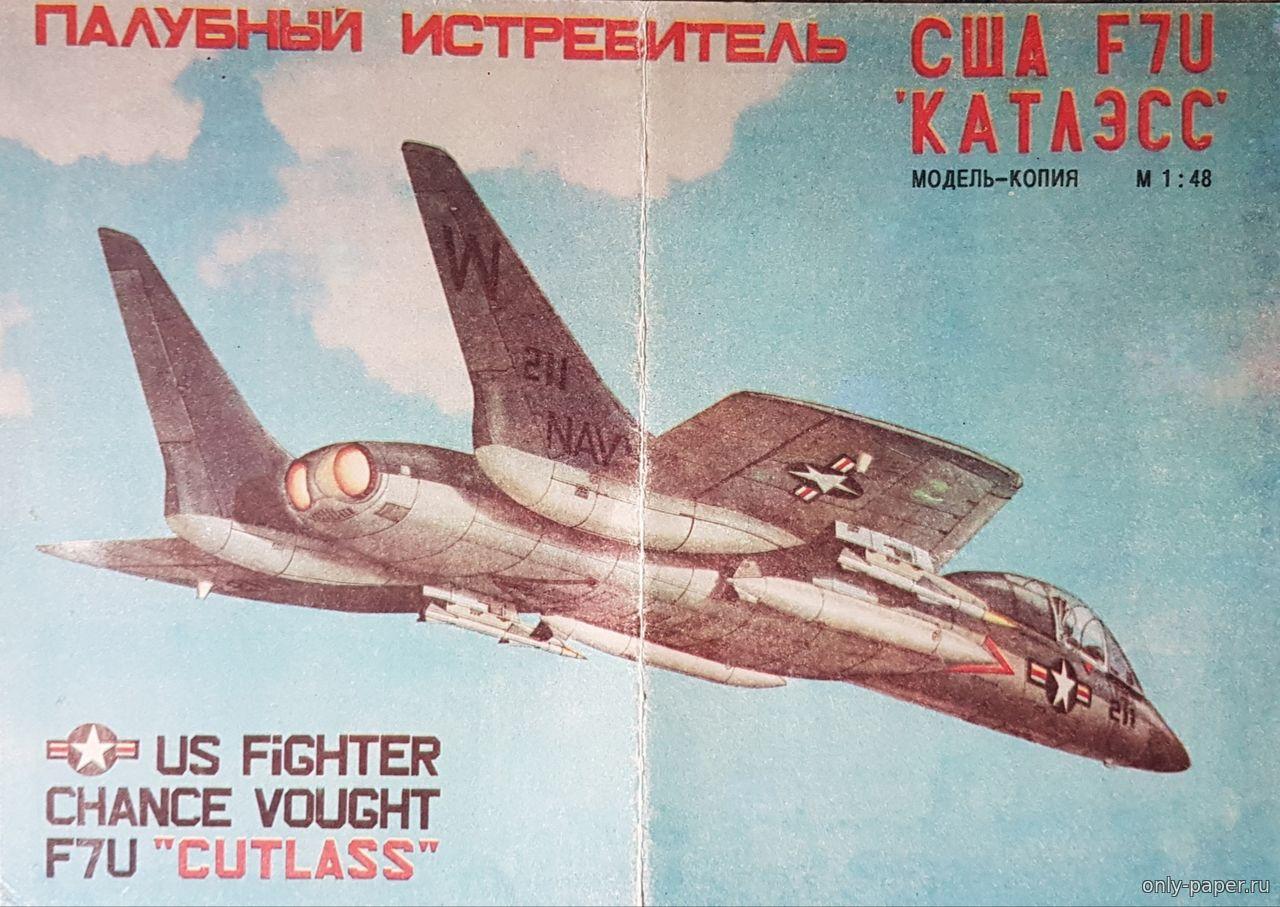 ПАЛУБНЫЙ ИСТРЕБИТЕЛЬ
США F7U
"КАТЛЭСС"
МОДЕЛЬ-КОПИЯ М 1:48
W
211
NAVY
211
US FiGHTER
CHANCE VOUGHT
F7U "CUTLASS"
only-paper.ru